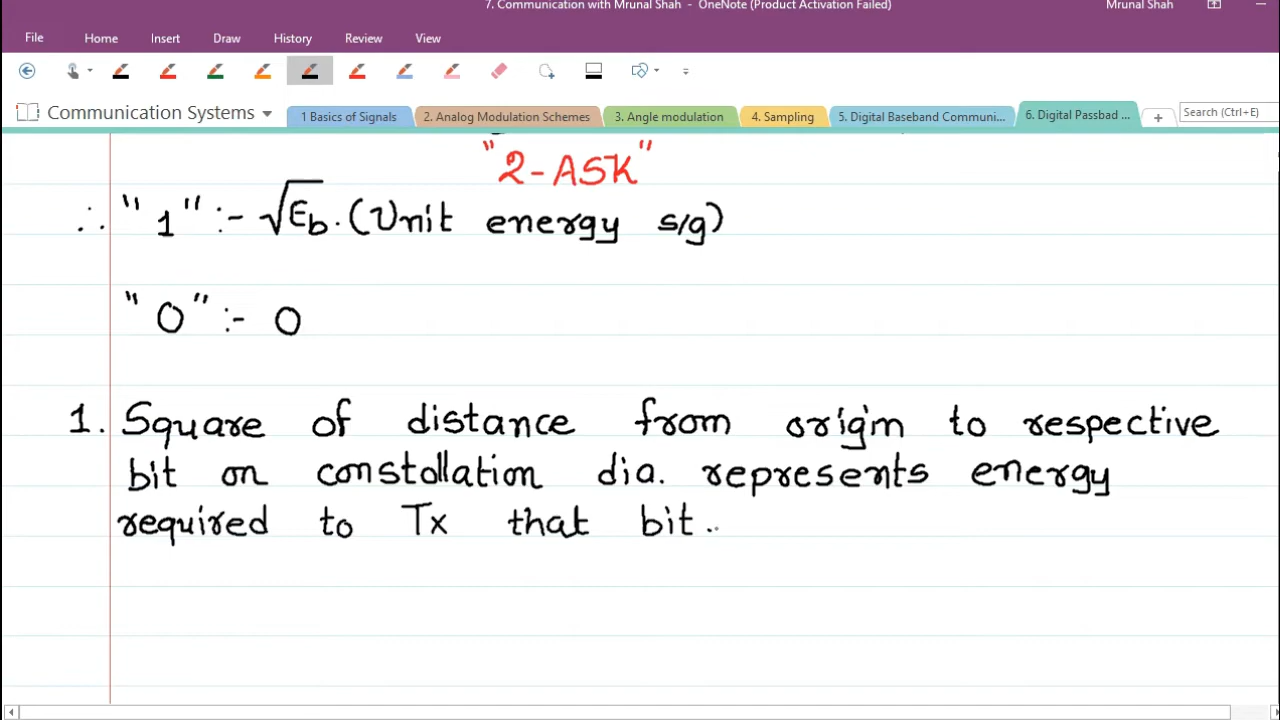 7. Communication with Mrunal Shah - OneNote (Product Activation Failed)
Mrunal Shah
File Home Insert Draw History Review View
Communication Systems
1 Basics of Signals
2. Analog Modulation Schemes
3. Angle modulation
4. Sampling
5. Digital Baseband Communi...
6. Digital Passbad ...
Search (Ctrl+E)
"2-ASK"
∴ "1" :- √Eb . (Unit energy s/g)
"0" :- 0
1. Square of distance from origin to respective
bit on constollation dia. represents energy
required to Tx that bit .